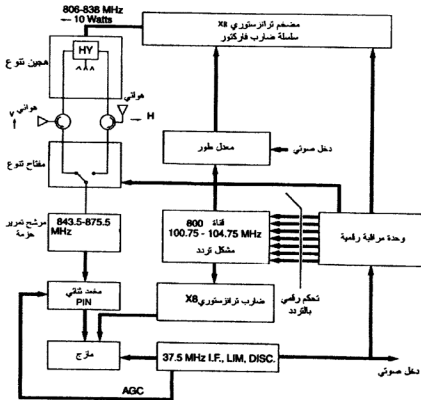 806-838 MHz
10 Watts
مضخم ترانزستوري X8
سلسلة ضارب فاركتور
HY
هجين تنوع
هوائي
هوائي
V
H
معدل طور
دخل صوتي
مفتاح تنوع
843.5-875.5
MHz
مرشح تمرير
حزمة
قناة 800
100.75 - 104.75 MHz
مشكل تردد
وحدة مراقبة رقمية
تحكم رقمي
بالتردد
مخمد ثنائي
PIN
ضارب ترانزستوري X8
مازج
37.5 MHz I.F., LIM, DISC.
دخل صوتي
AGC